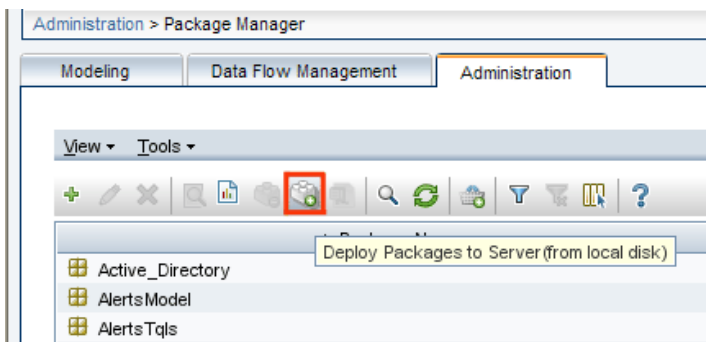 Administration > Package Manager
Modeling Data Flow Management Administration
View Tools
Deploy Packages to Server(from local disk)
Active_Directory
AlertsModel
AlertsTqls